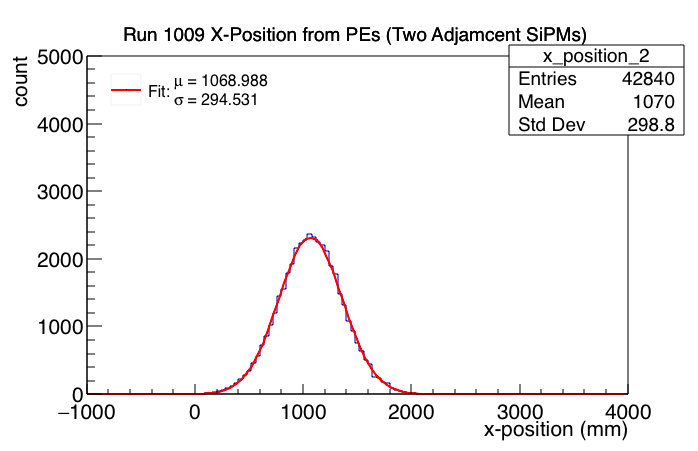 Run 1009 X-Position from PEs (Two Adjamcent SiPMs)
x_position_2
Entries 42840
Mean 1070
Std Dev 298.8
Fit: μ = 1068.988
σ = 294.531
count
5000
4000
3000
2000
1000
0
−1000 0 1000 2000 3000 4000
x-position (mm)